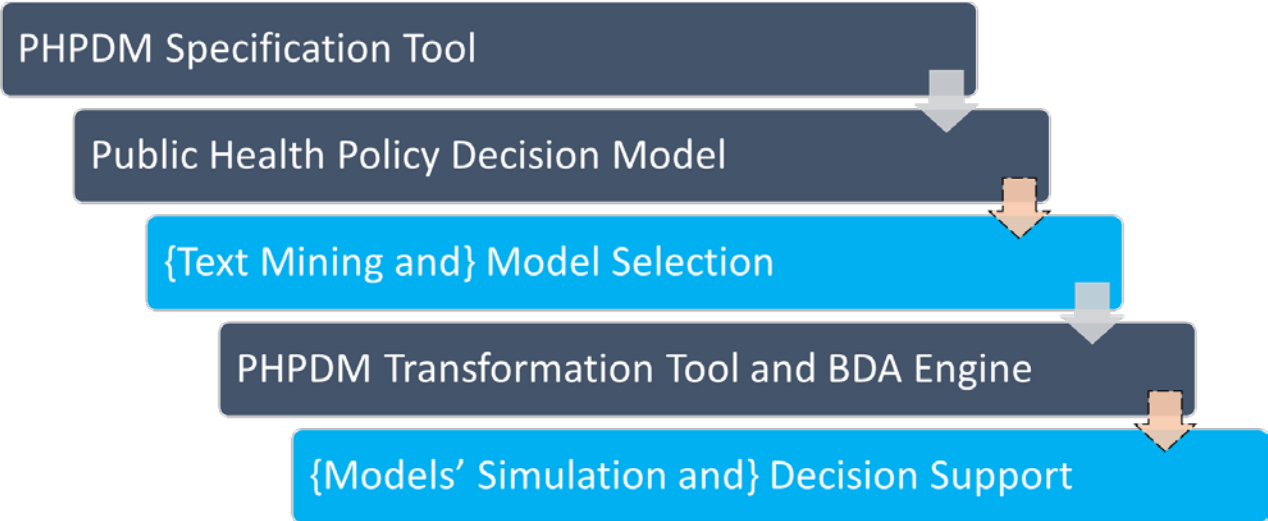 PHPDM Specification Tool
Public Health Policy Decision Model
{Text Mining and} Model Selection
PHPDM Transformation Tool and BDA Engine
{Models’ Simulation and} Decision Support